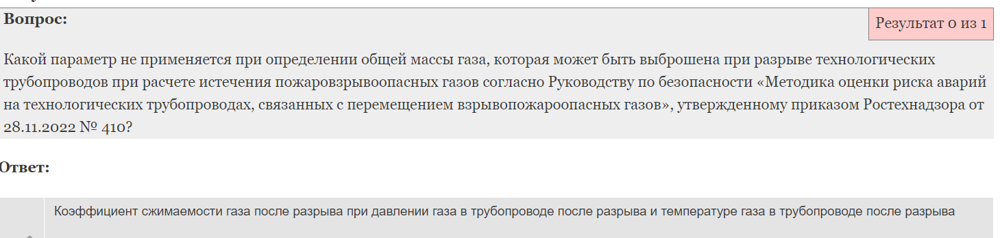 Вопрос:
Результат 0 из 1
Какой параметр не применяется при определении общей массы газа, которая может быть выброшена при разрыве технологических
трубопроводов при расчете истечения пожаровзрывоопасных газов согласно Руководству по безопасности «Методика оценки риска аварий
на технологических трубопроводах, связанных с перемещением взрывопожароопасных газов», утвержденному приказом Ростехнадзора от
28.11.2022 № 410?
Ответ:
Коэффициент сжимаемости газа после разрыва при давлении газа в трубопроводе после разрыва и температуре газа в трубопроводе после разрыва